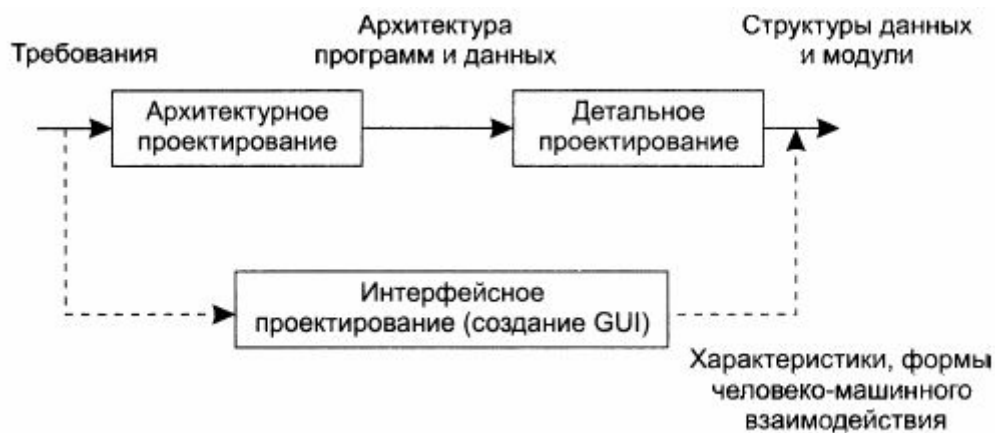 Требования
Архитектура
программ и данных
Структуры данных
и модули
Архитектурное
проектирование
Детальное
проектирование
Интерфейсное
проектирование (создание GUI)
Характеристики, формы
человеко-машинного
взаимодействия